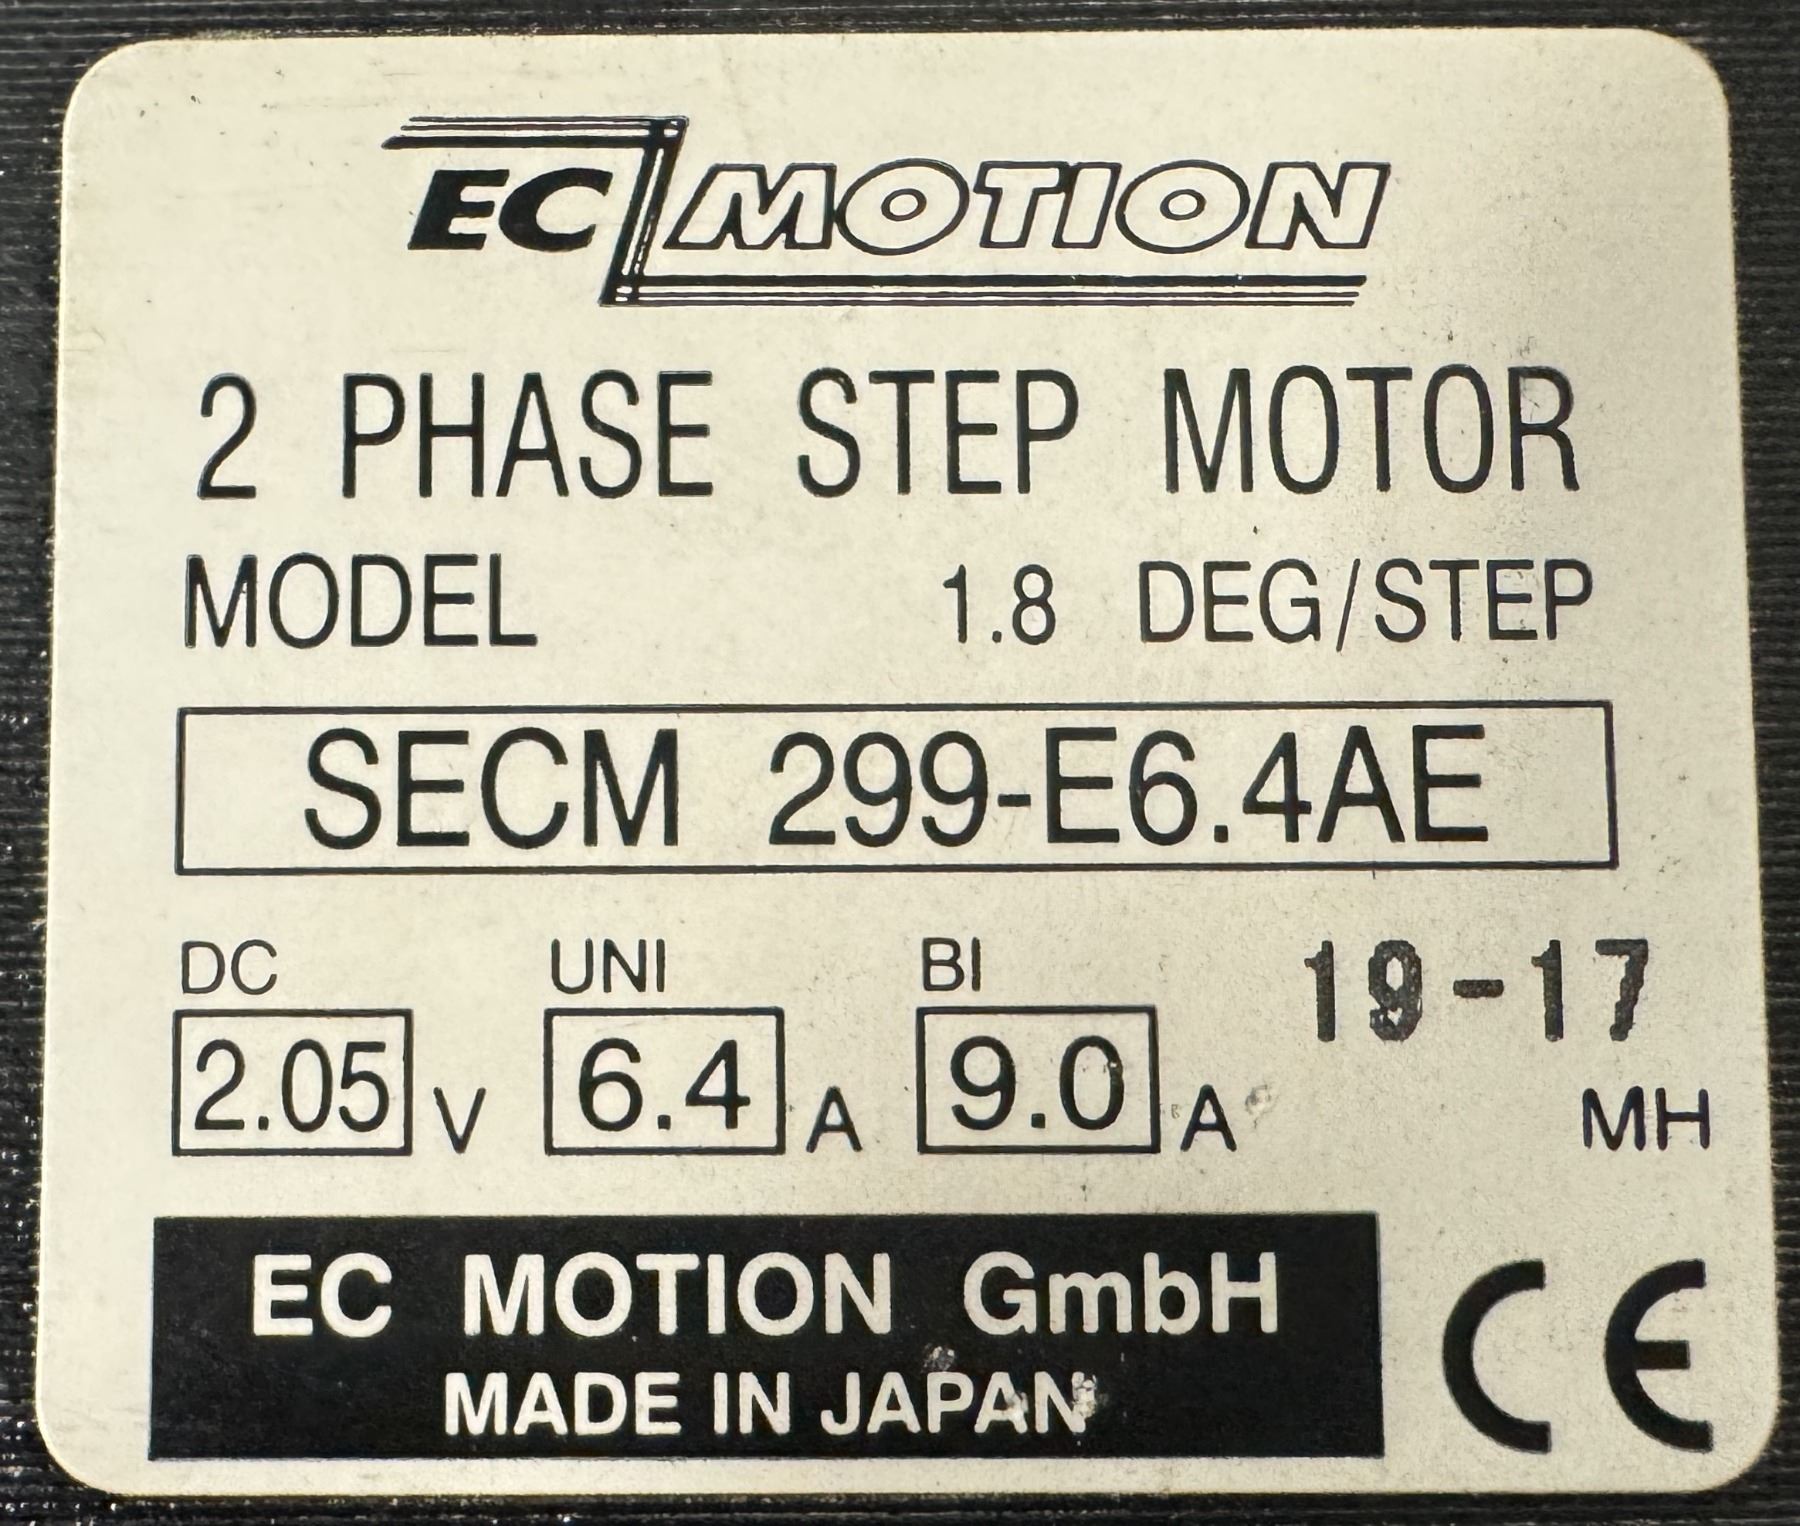 EC MOTION
2 PHASE STEP MOTOR
MODEL 1.8 DEG/STEP
SECM 299-E6.4AE
DC UNI BI 19-17
2.05 V 6.4 A 9.0 A MH
EC MOTION GmbH
MADE IN JAPAN
CE